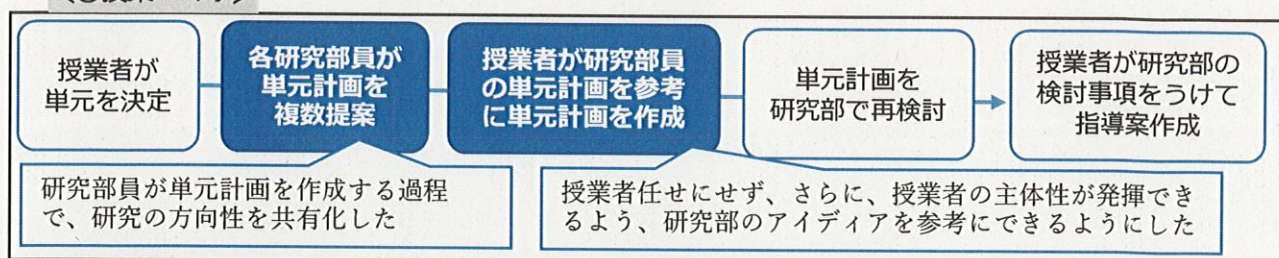 授業者が
単元を決定
各研究部員が
単元計画を
複数提案
授業者が研究部員
の単元計画を参考
に単元計画を作成
単元計画を
研究部で再検討
授業者が研究部の
検討事項をうけて
指導案作成
研究部員が単元計画を作成する過程
で、研究の方向性を共有化した
授業者任せにせず、さらに、授業者の主体性が発揮でき
るよう、研究部のアイディアを参考にできるようにした